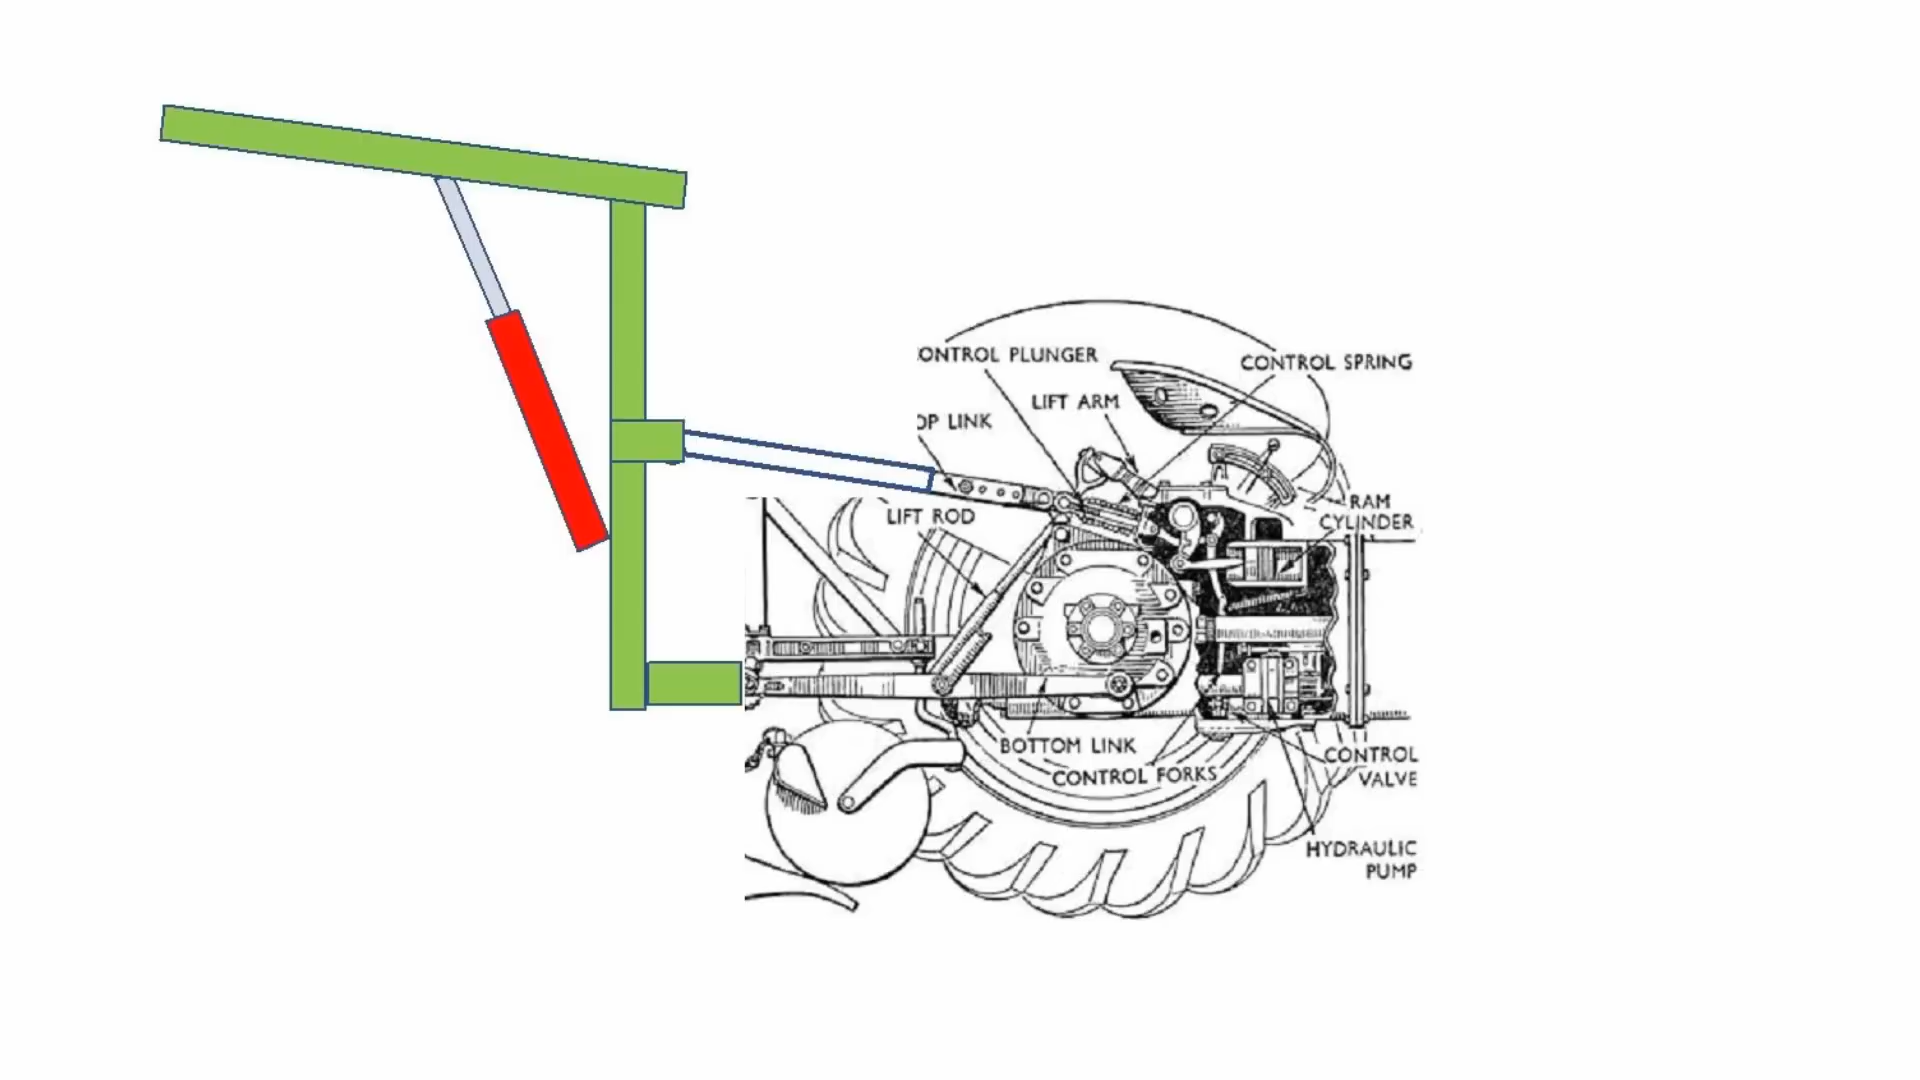 ONTROL PLUNGER
CONTROL SPRING
LIFT ARM
OP LINK
RAM
CYLINDER
LIFT ROD
BOTTOM LINK
CONTROL FORKS
CONTROL
VALVE
HYDRAULIC
PUMP